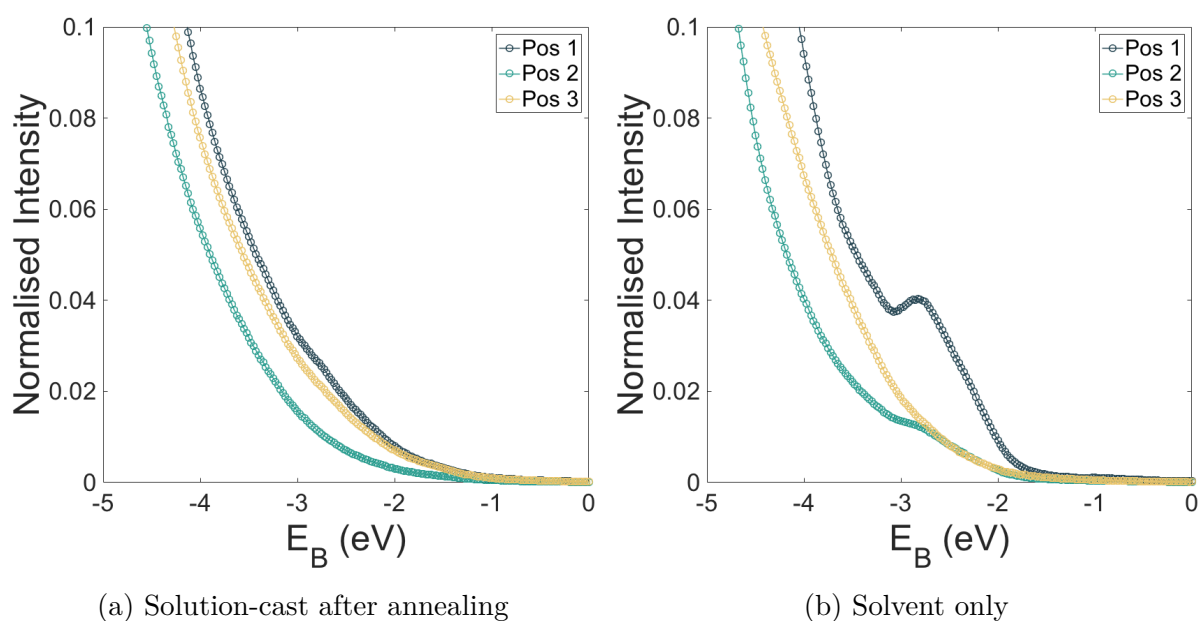 0.1
0.08
0.06
0.04
0.02
0
-5 -4 -3 -2 -1 0
Normalised Intensity
E_B (eV)
Pos 1
Pos 2
Pos 3
(a) Solution-cast after annealing
0.1
0.08
0.06
0.04
0.02
0
-5 -4 -3 -2 -1 0
Normalised Intensity
E_B (eV)
Pos 1
Pos 2
Pos 3
(b) Solvent only